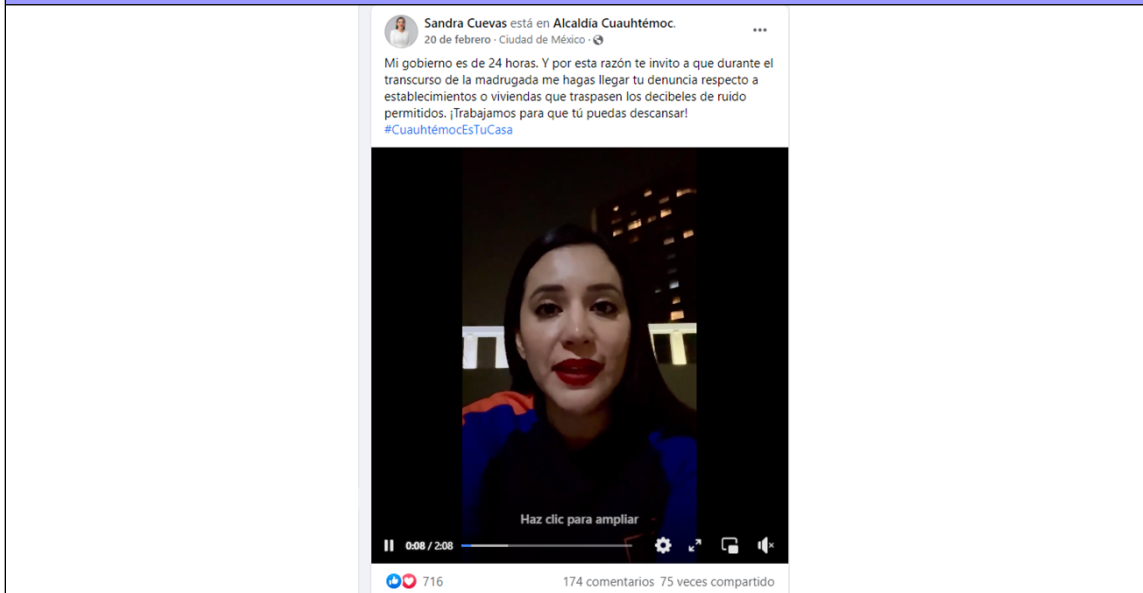 Sandra Cuevas está en Alcaldía Cuauhtémoc.
20 de febrero · Ciudad de México ·
Mi gobierno es de 24 horas. Y por esta razón te invito a que durante el
transcurso de la madrugada me hagas llegar tu denuncia respecto a
establecimientos o viviendas que traspasen los decibeles de ruido
permitidos. ¡Trabajamos para que tú puedas descansar!
#CuauhtémocEsTuCasa
Haz clic para ampliar
0:08 / 2:08
716
174 comentarios 75 veces compartido